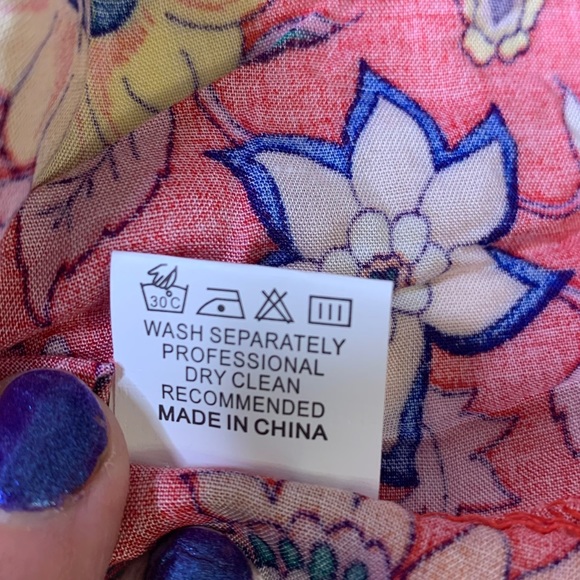 30°C
WASH SEPARATELY
PROFESSIONAL
DRY CLEAN
RECOMMENDED
MADE IN CHINA